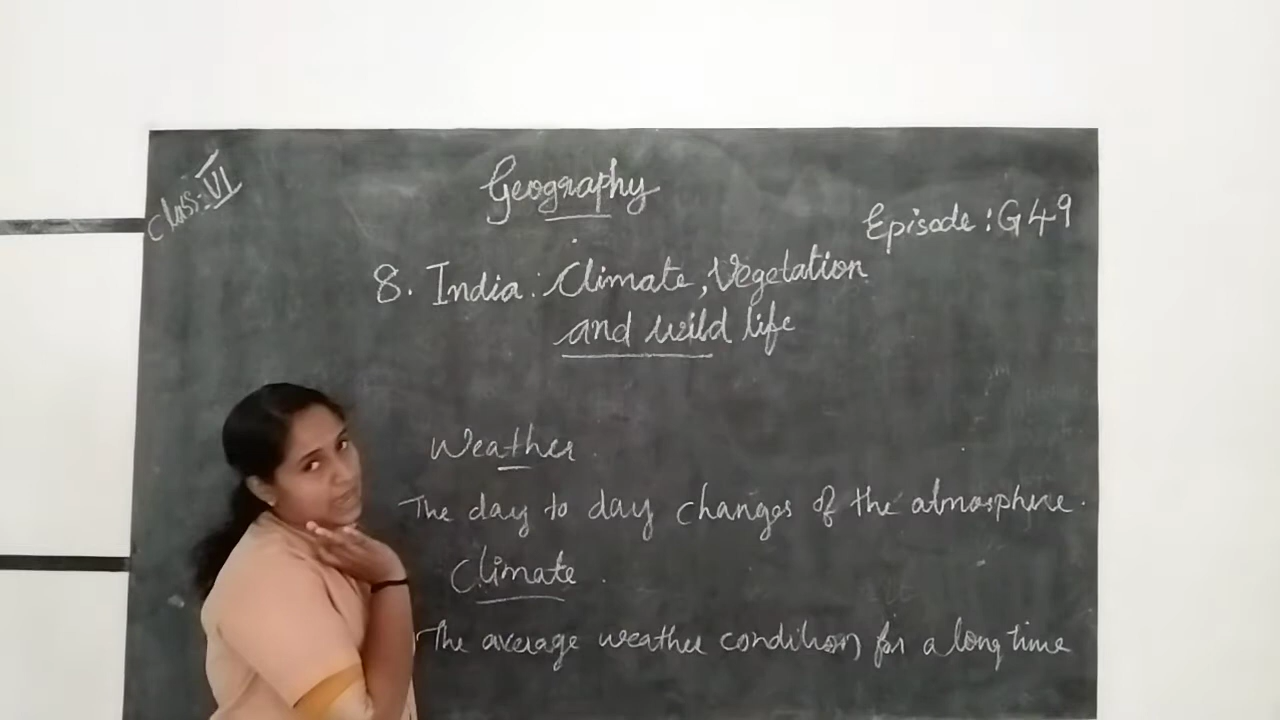 Class: VI
Geography
Episode: G49
8. India: Climate, Vegetation
and wild life
Weather
The day to day changes of the atmosphere.
Climate
The average weather condition for a long time